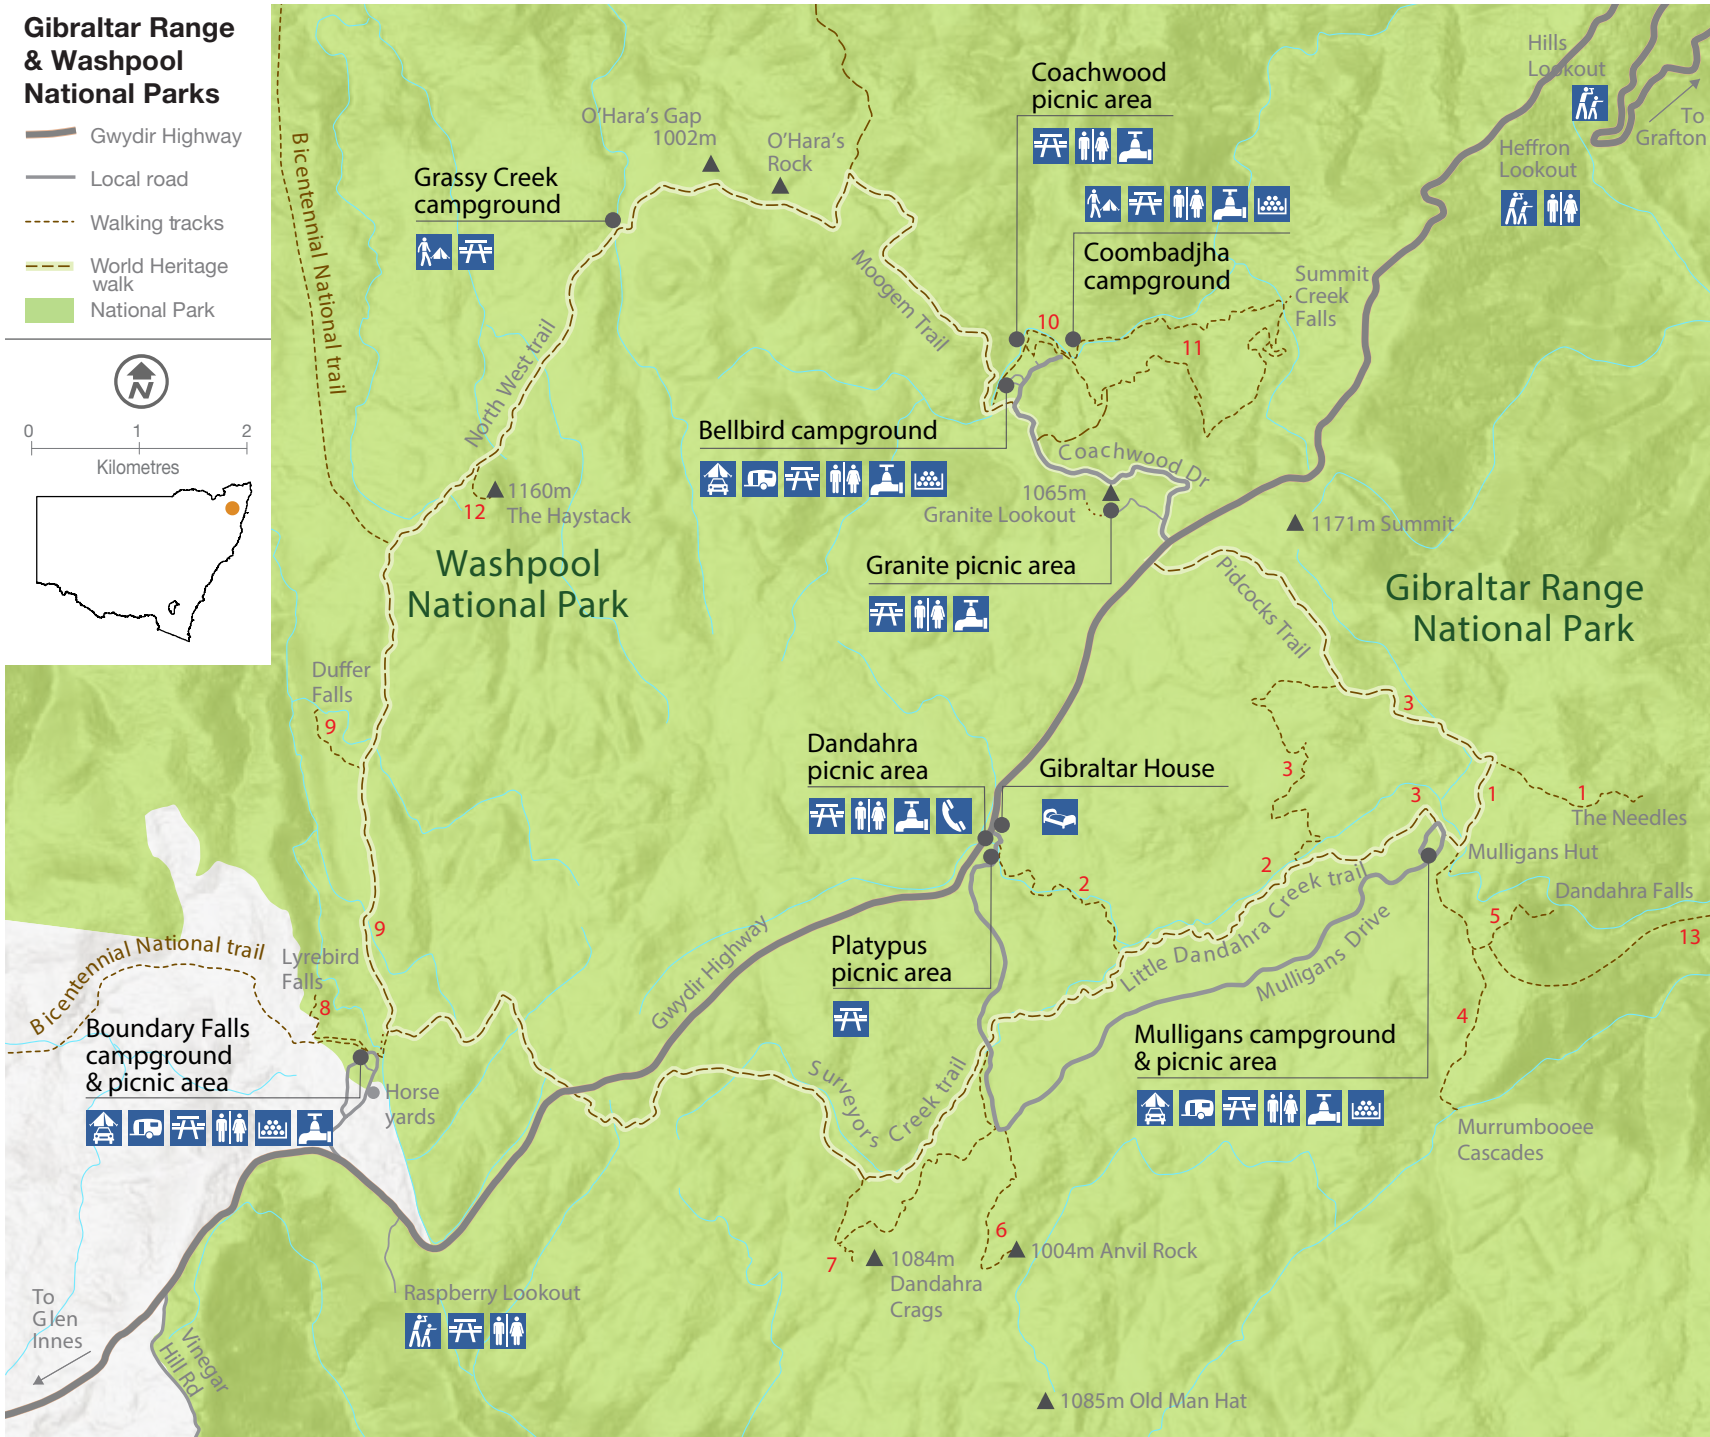 Gibraltar Range
& Washpool
National Parks
Gwydir Highway
Local road
Walking tracks
World Heritage
walk
National Park
N
0 1 2
Kilometres
Bicentennial National trail
O'Hara's Gap
1002m
O'Hara's
Rock
Grassy Creek
campground
Coachwood
picnic area
Coombadjha
campground
Hills
Lookout
To
Grafton
Heffron
Lookout
Summit
Creek
Falls
Moogem Trail
10
11
North West trail
Bellbird campground
Coachwood Dr
1065m
Granite Lookout
1160m
The Haystack
12
1171m Summit
Washpool
National Park
Granite picnic area
Pidcocks Trail
Gibraltar Range
National Park
Duffer
Falls
9
3
Dandahra
picnic area
Gibraltar House
3
3
1
1
The Needles
Mulligans Hut
2
2
Dandahra Falls
Little Dandahra Creek trail
Mulligans Drive
5
13
9
Bicentennial National trail
Lyrebird
Falls
8
Gwydir Highway
Platypus
picnic area
4
Boundary Falls
campground
& picnic area
Mulligans campground
& picnic area
Horse
yards
Surveyors Creek trail
Murrumbooee
Cascades
6
1004m Anvil Rock
7
1084m
Dandahra
Crags
Raspberry Lookout
To
Glen
Innes
Vinegar
Hill Rd
1085m Old Man Hat